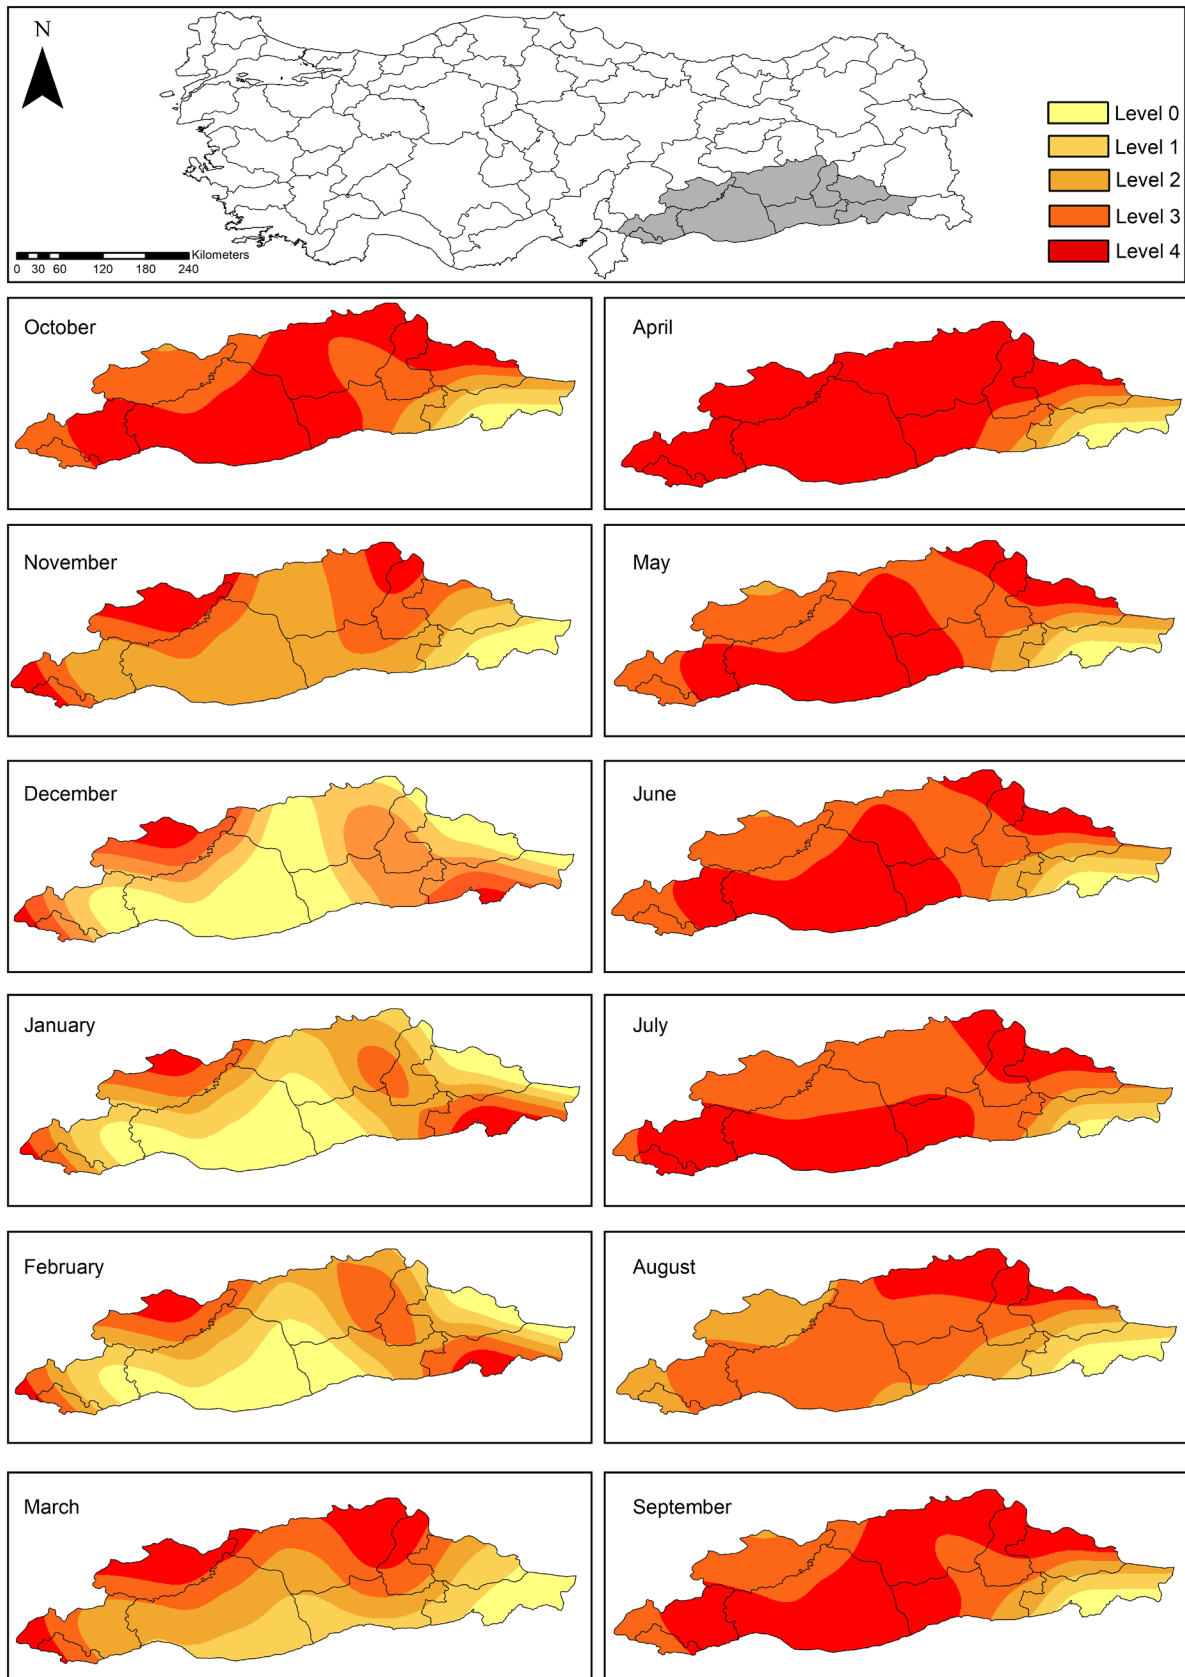 N
Level 0
Level 1
Level 2
Level 3
Level 4
Kilometers
0 30 60 120 180 240
October
April
November
May
December
June
January
July
February
August
March
September